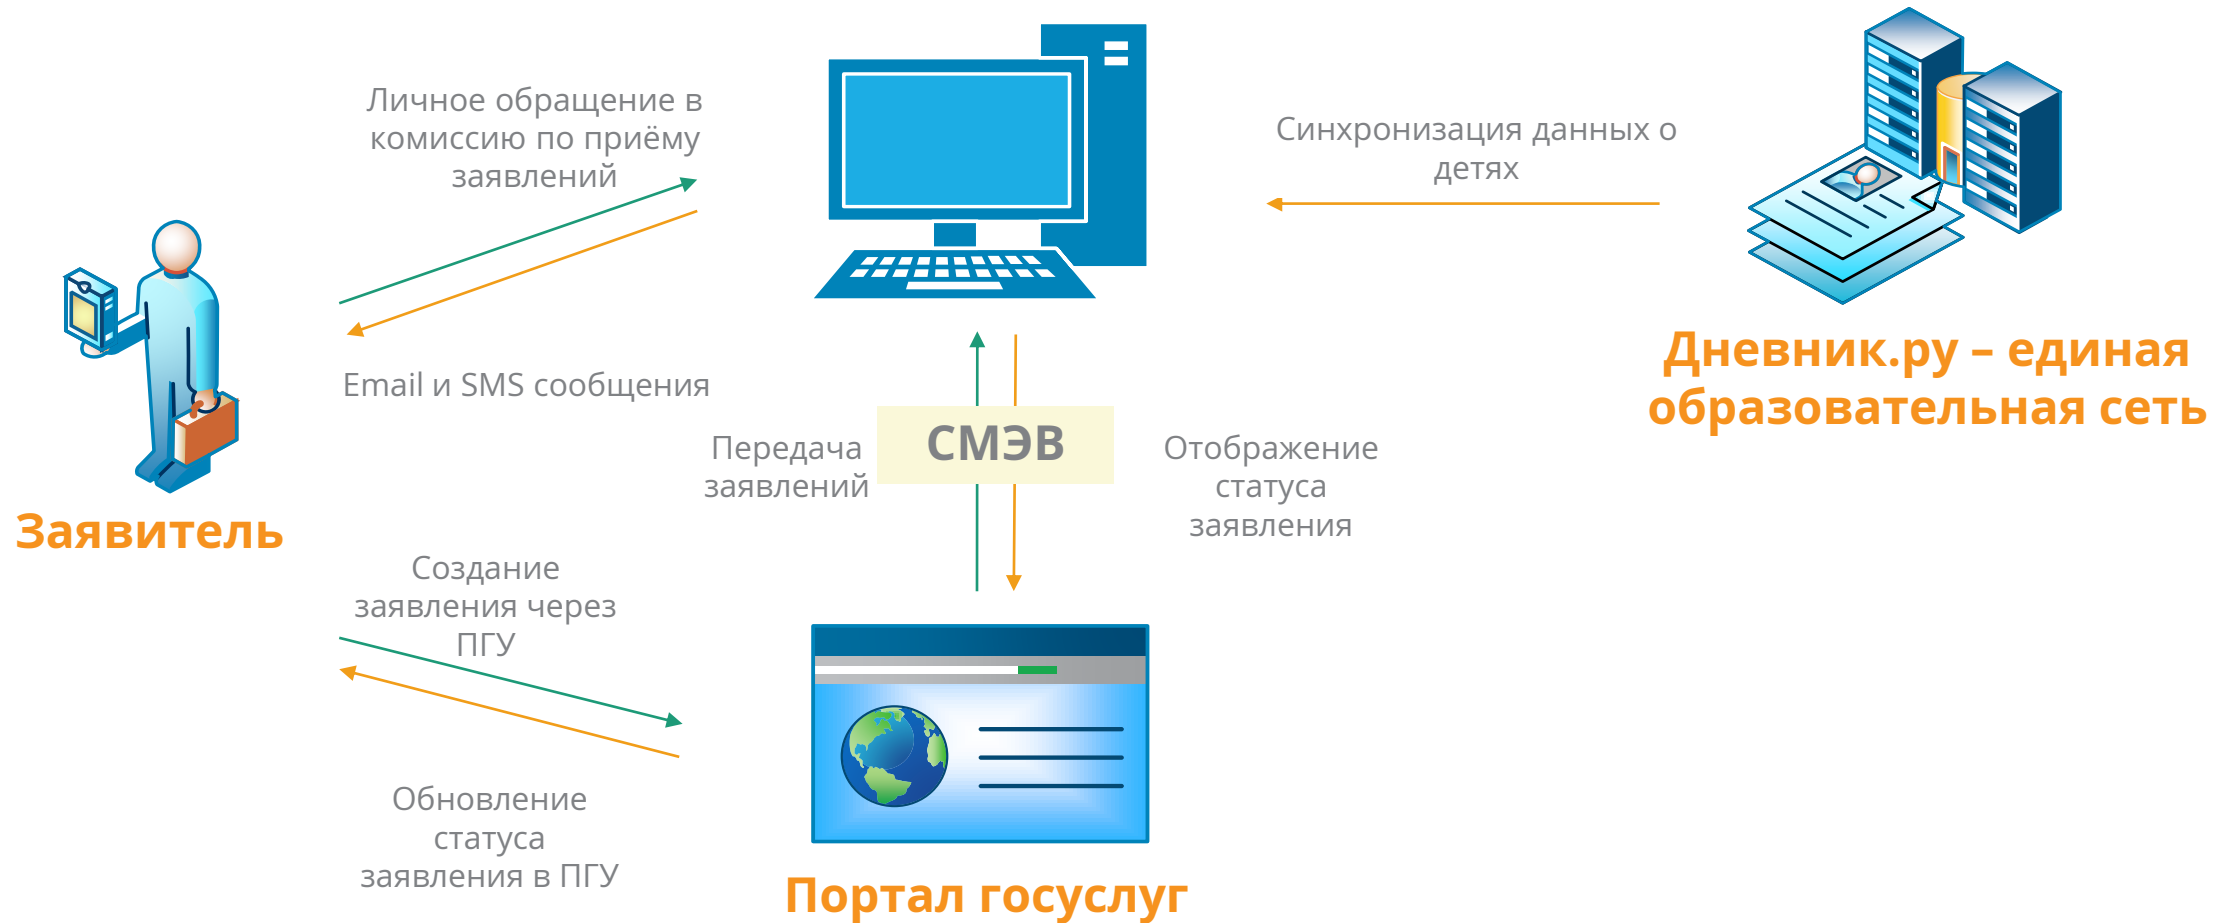 Личное обращение в
комиссию по приёму
заявлений
Синхронизация данных о
детях
Email и SMS сообщения
Дневник.ру – единая
образовательная сеть
Передача
заявлений
СМЭВ
Отображение
статуса
заявления
Заявитель
Создание
заявления через
ПГУ
Обновление
статуса
заявления в ПГУ
Портал госуслуг